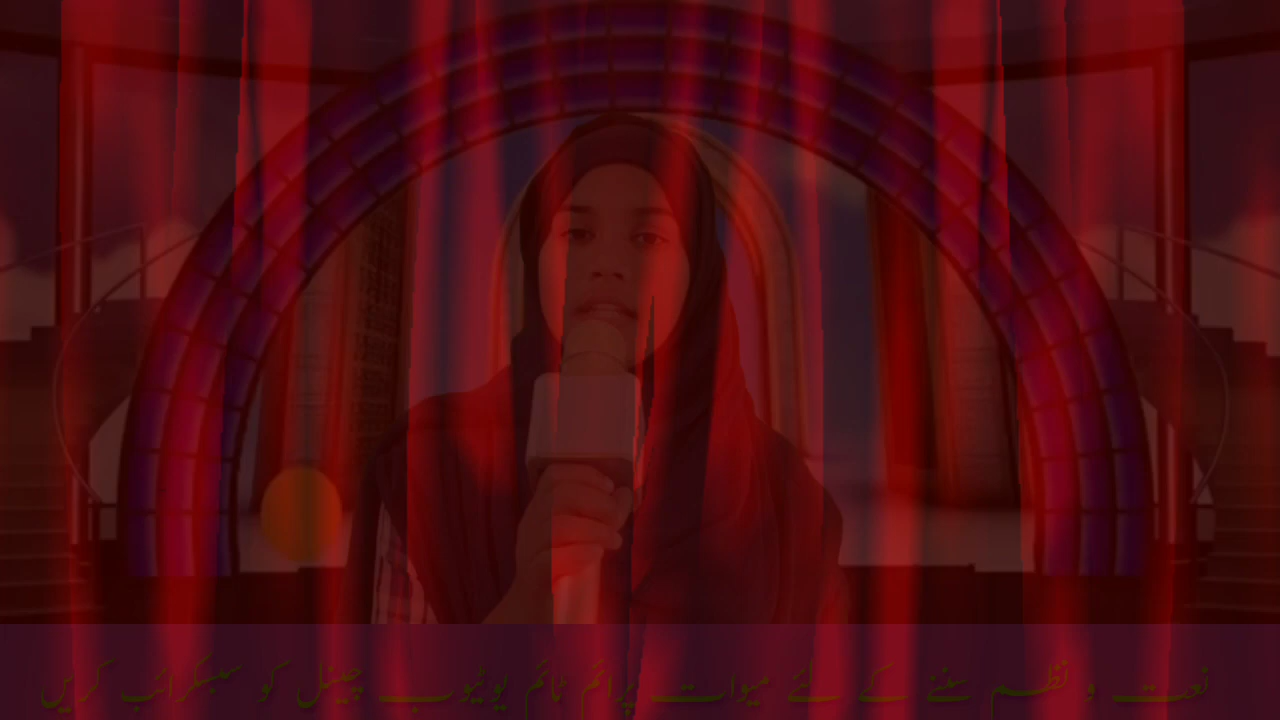 نعت و نظم سننے کے لئے میوات پرائم ٹائم یوٹیوب چینل کو سبسکرائب کریں